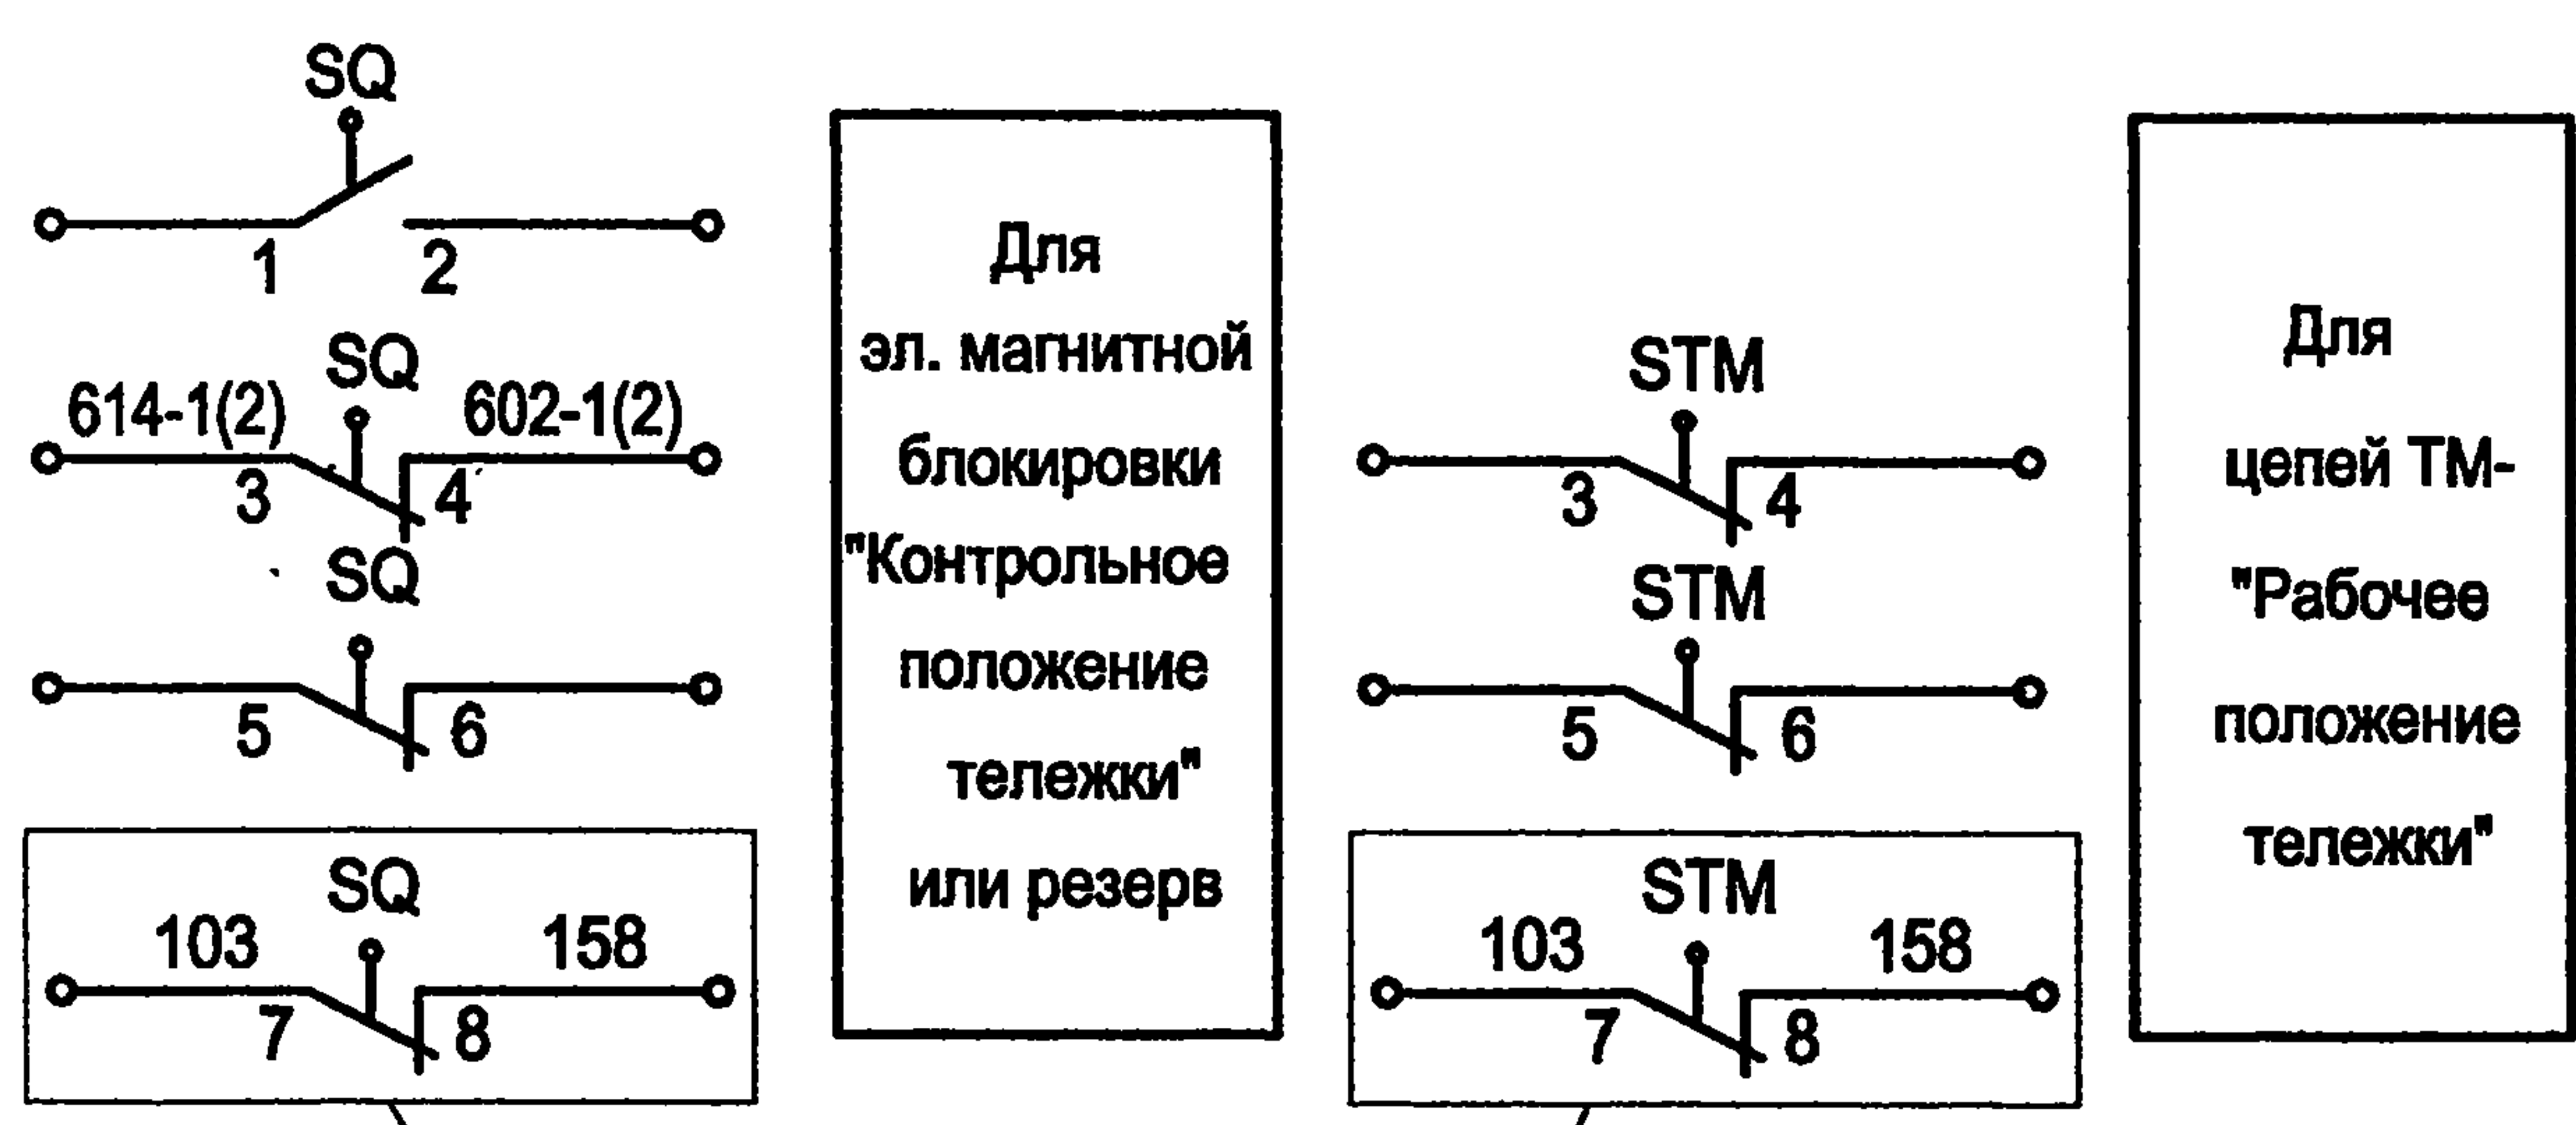 SQ
1 2
SQ
614-1(2) 602-1(2)
3 4
SQ
5 6
SQ
103 158
7 8
Для
эл. магнитной
блокировки
"Контрольное
положение
тележки"
или резерв
STM
3 4
STM
5 6
STM
103 158
7 8
Для
цепей ТМ-
"Рабочее
положение
тележки"